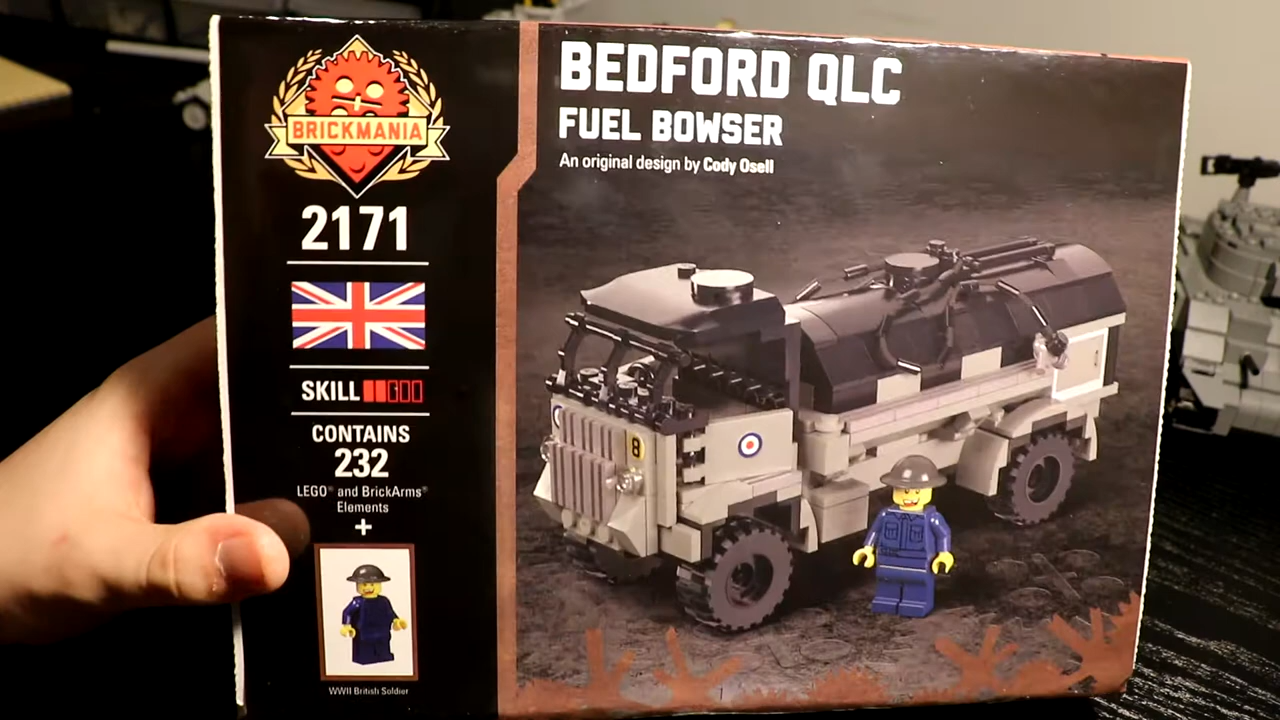 BRICKMANIA
2171
SKILL
CONTAINS
232
LEGO® and BrickArms®
Elements
+
WWII British Soldier
BEDFORD QLC
FUEL BOWSER
An original design by Cody Osell
8